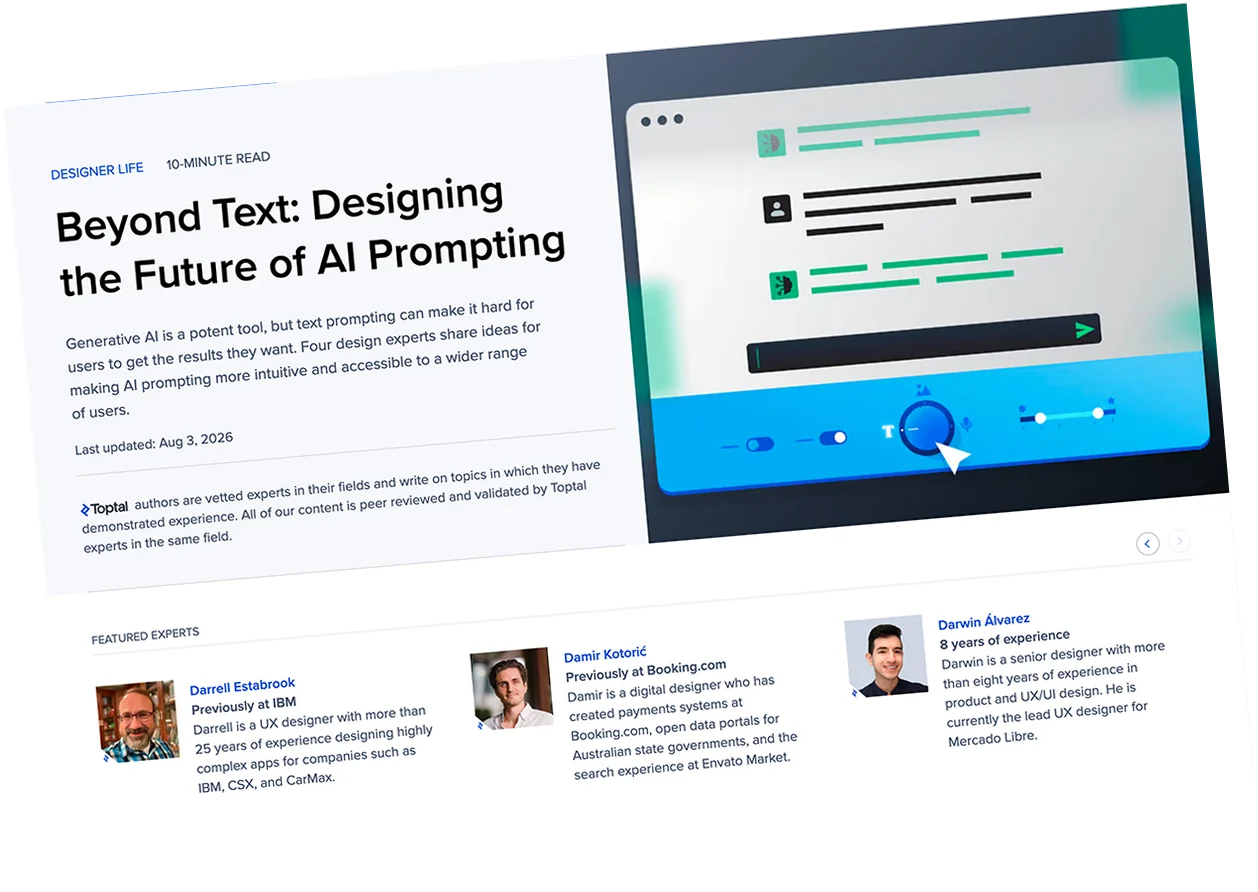 DESIGNER LIFE 10-MINUTE READ
Beyond Text: Designing
the Future of AI Prompting
Generative AI is a potent tool, but text prompting can make it hard for
users to get the results they want. Four design experts share ideas for
making AI prompting more intuitive and accessible to a wider range
of users.
Last updated: Aug 3, 2026
Toptal authors are vetted experts in their fields and write on topics in which they have
demonstrated experience. All of our content is peer reviewed and validated by Toptal
experts in the same field.
T
FEATURED EXPERTS
Darrell Estabrook
Previously at IBM
Darrell is a UX designer with more than
25 years of experience designing highly
complex apps for companies such as
IBM, CSX, and CarMax.
Damir Kotorić
Previously at Booking.com
Damir is a digital designer who has
created payments systems at
Booking.com, open data portals for
Australian state governments, and the
search experience at Envato Market.
Darwin Álvarez
8 years of experience
Darwin is a senior designer with more
than eight years of experience in
product and UX/UI design. He is
currently the lead UX designer for
Mercado Libre.